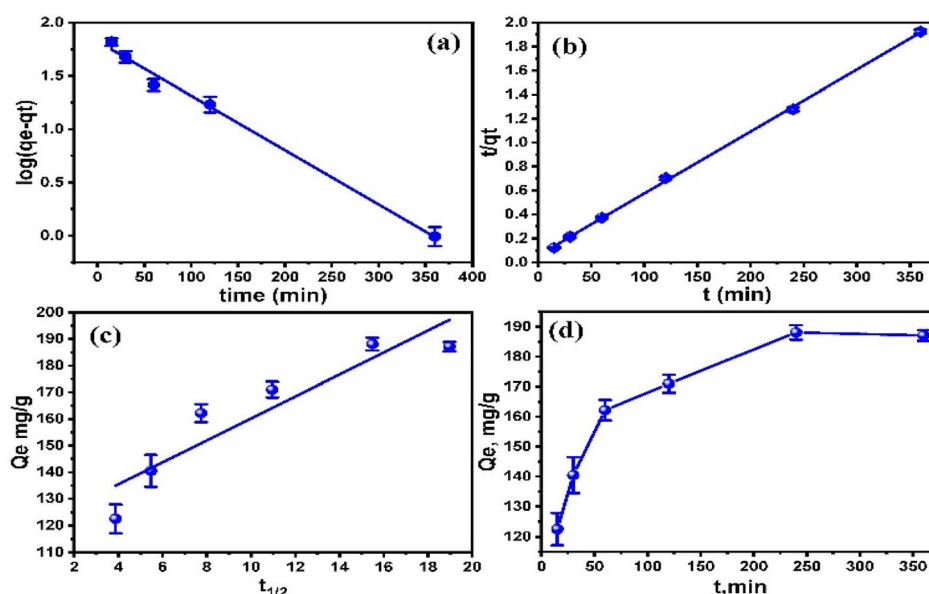 (a)
log(qe-qt)
2.0
1.5
1.0
0.5
0.0
0 50 100 150 200 250 300 350 400
time (min)
(b)
t/qt
2.0
1.8
1.6
1.4
1.2
1.0
0.8
0.6
0.4
0.2
0.0
0 50 100 150 200 250 300 350
t (min)
(c)
Qe mg/g
200
190
180
170
160
150
140
130
120
110
2 4 6 8 10 12 14 16 18 20
t1/2
(d)
Qe, mg/g
190
180
170
160
150
140
130
120
0 50 100 150 200 250 300 350
t,min